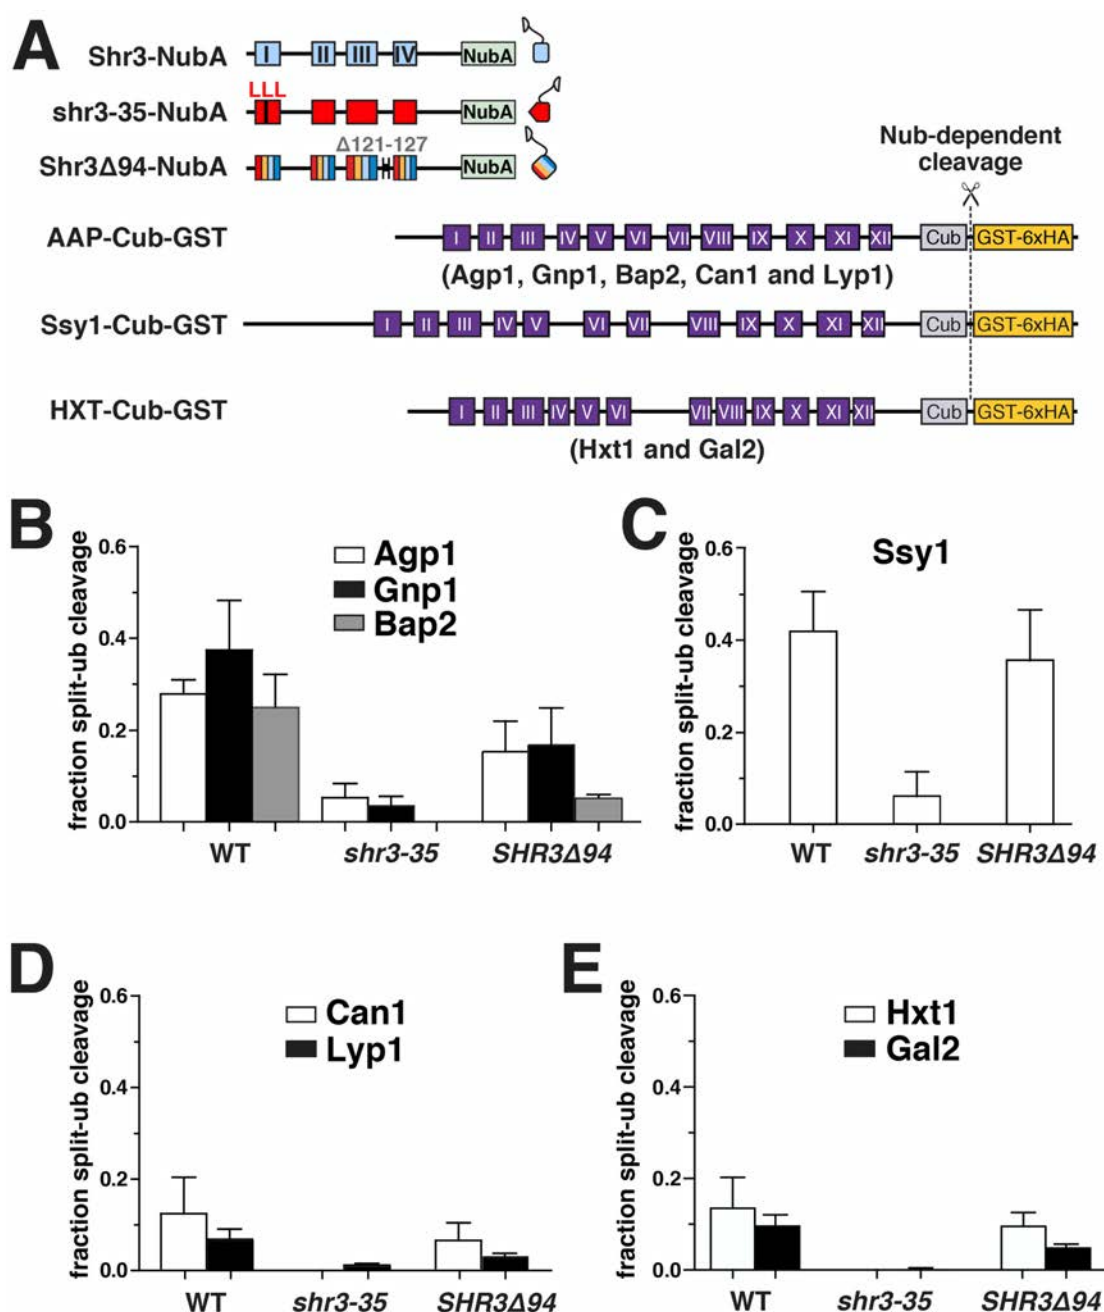 A
Shr3-NubA
I II III IV NubA
LLL
shr3-35-NubA
NubA
Δ121-127
Shr3Δ94-NubA
NubA
Nub-dependent
cleavage
AAP-Cub-GST
I II III IV V VI VII VIII IX X XI XII Cub GST-6xHA
(Agp1, Gnp1, Bap2, Can1 and Lyp1)
Ssy1-Cub-GST
I II III IV V VI VII VIII IX X XI XII Cub GST-6xHA
HXT-Cub-GST
I II III IV V VI VII VIII IX X XI XII Cub GST-6xHA
(Hxt1 and Gal2)
B
fraction split-ub cleavage
0.6
0.4
0.2
0.0
Agp1
Gnp1
Bap2
WT shr3-35 SHR3Δ94
C
fraction split-ub cleavage
0.6
0.4
0.2
0.0
Ssy1
WT shr3-35 SHR3Δ94
D
fraction split-ub cleavage
0.6
0.4
0.2
0.0
Can1
Lyp1
WT shr3-35 SHR3Δ94
E
fraction split-ub cleavage
0.6
0.4
0.2
0.0
Hxt1
Gal2
WT shr3-35 SHR3Δ94